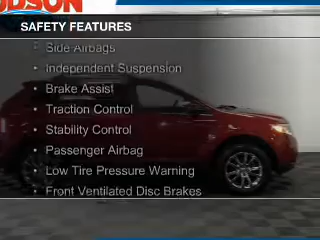 HUDSON
SAFETY FEATURES
Side Airbags
Independent Suspension
Brake Assist
Traction Control
Stability Control
Passenger Airbag
Low Tire Pressure Warning
Front Ventilated Disc Brakes